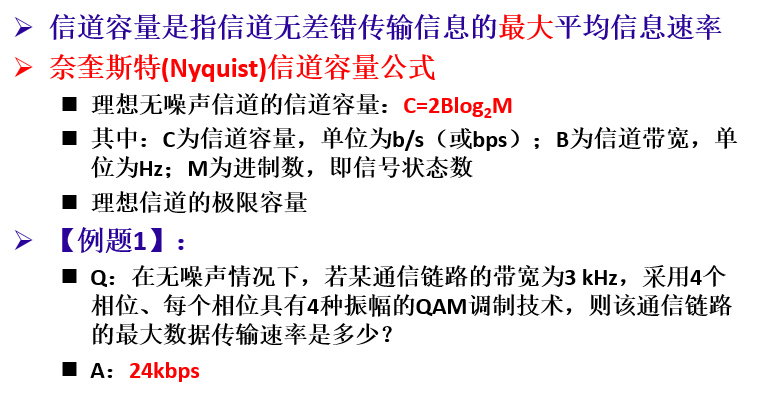 信道容量是指信道无差错传输信息的最大平均信息速率
奈奎斯特(Nyquist)信道容量公式
理想无噪声信道的信道容量：C=2Blog₂M
其中：C为信道容量，单位为b/s（或bps）；B为信道带宽，单
位为Hz；M为进制数，即信号状态数
理想信道的极限容量
【例题1】：
Q：在无噪声情况下，若某通信链路的带宽为3 kHz，采用4个
相位、每个相位具有4种振幅的QAM调制技术，则该通信链路
的最大数据传输速率是多少？
A：24kbps